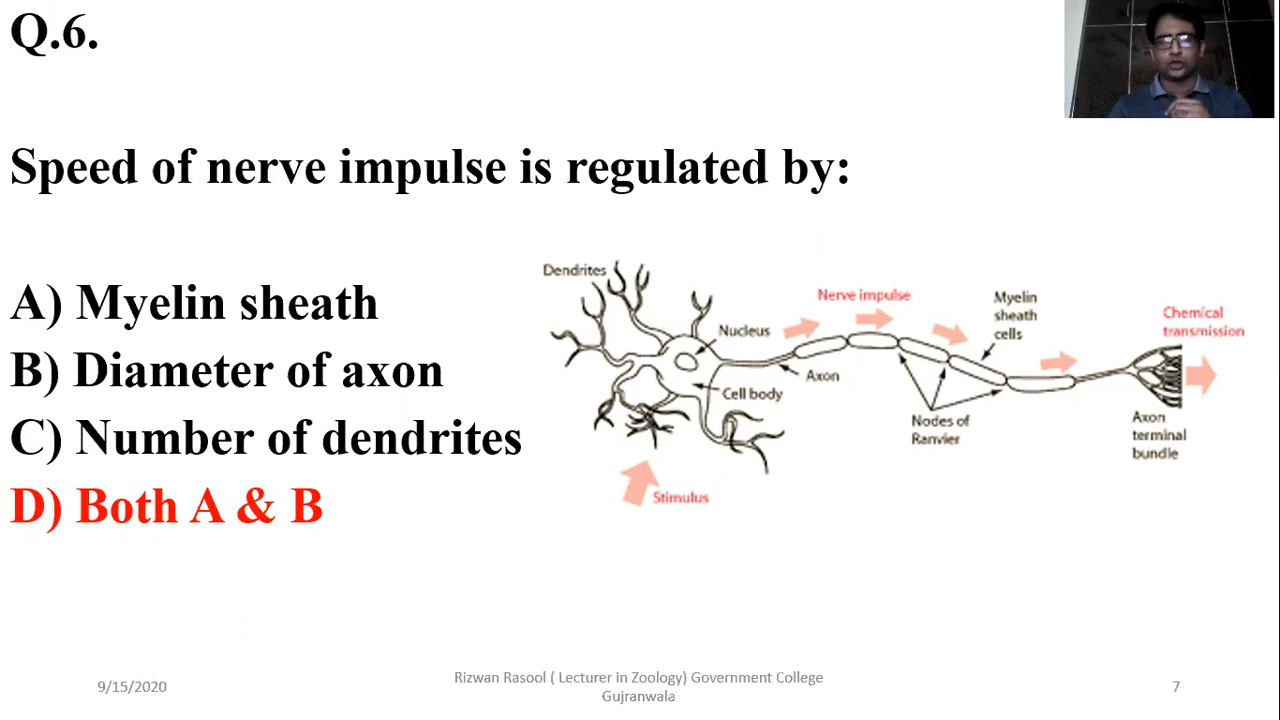 Q.6.
Speed of nerve impulse is regulated by:
A) Myelin sheath
B) Diameter of axon
C) Number of dendrites
D) Both A & B
Dendrites
Nucleus
Cell body
Stimulus
Nerve impulse
Axon
Myelin
sheath
cells
Nodes of
Ranvier
Chemical
transmission
Axon
terminal
bundle
9/15/2020
Rizwan Rasool ( Lecturer in Zoology) Government College
Gujranwala
7